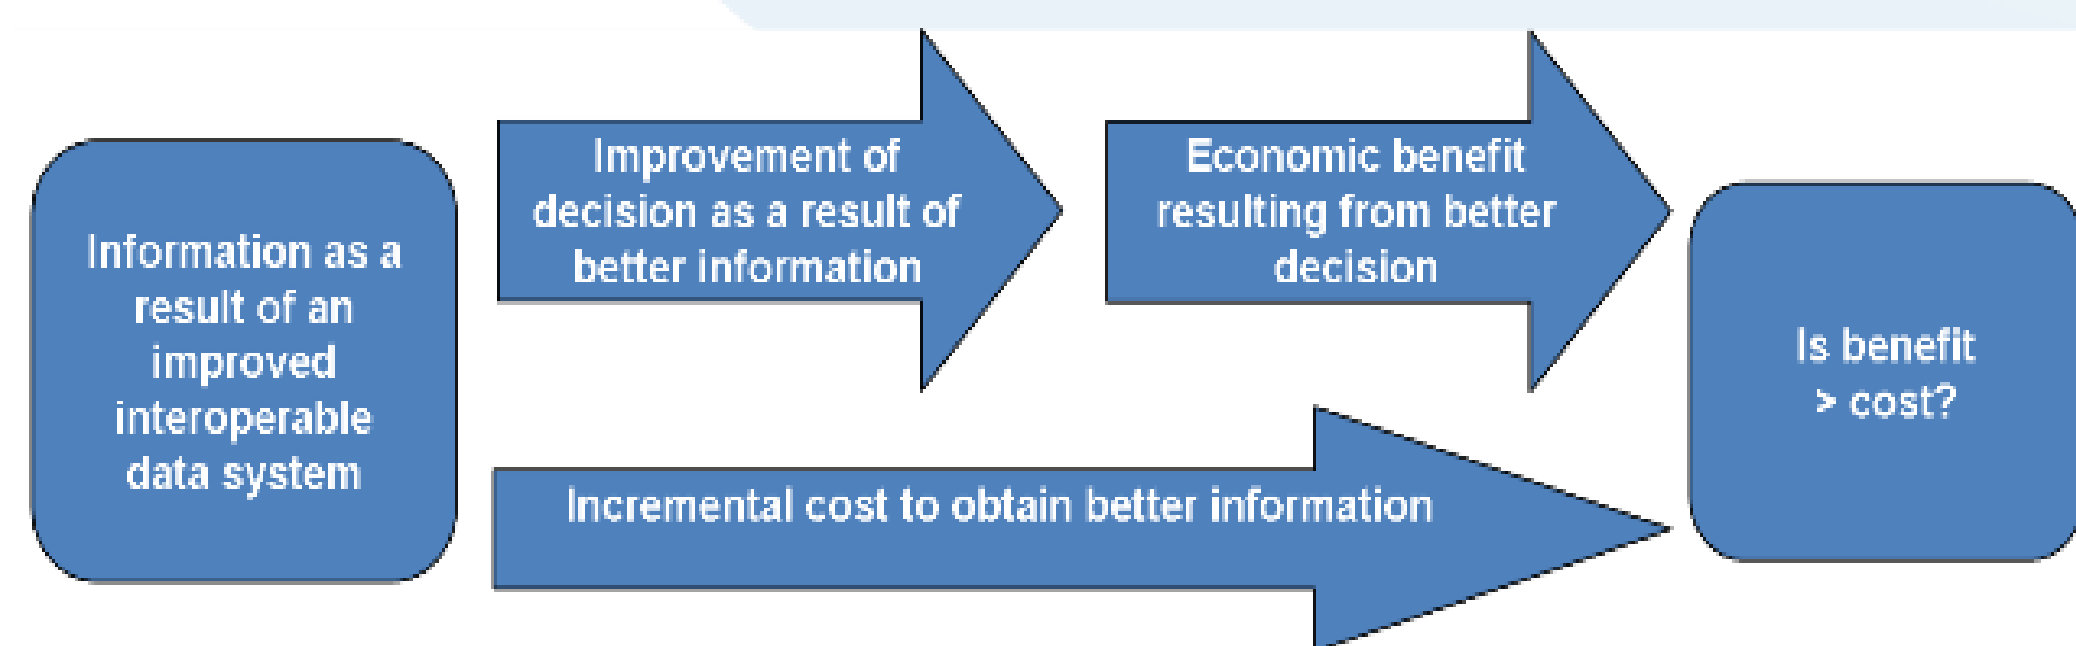 Information as a
result of an
improved
interoperable
data system
Improvement of
decision as a result of
better information
Economic benefit
resulting from better
decision
Incremental cost to obtain better information
Is benefit
> cost?